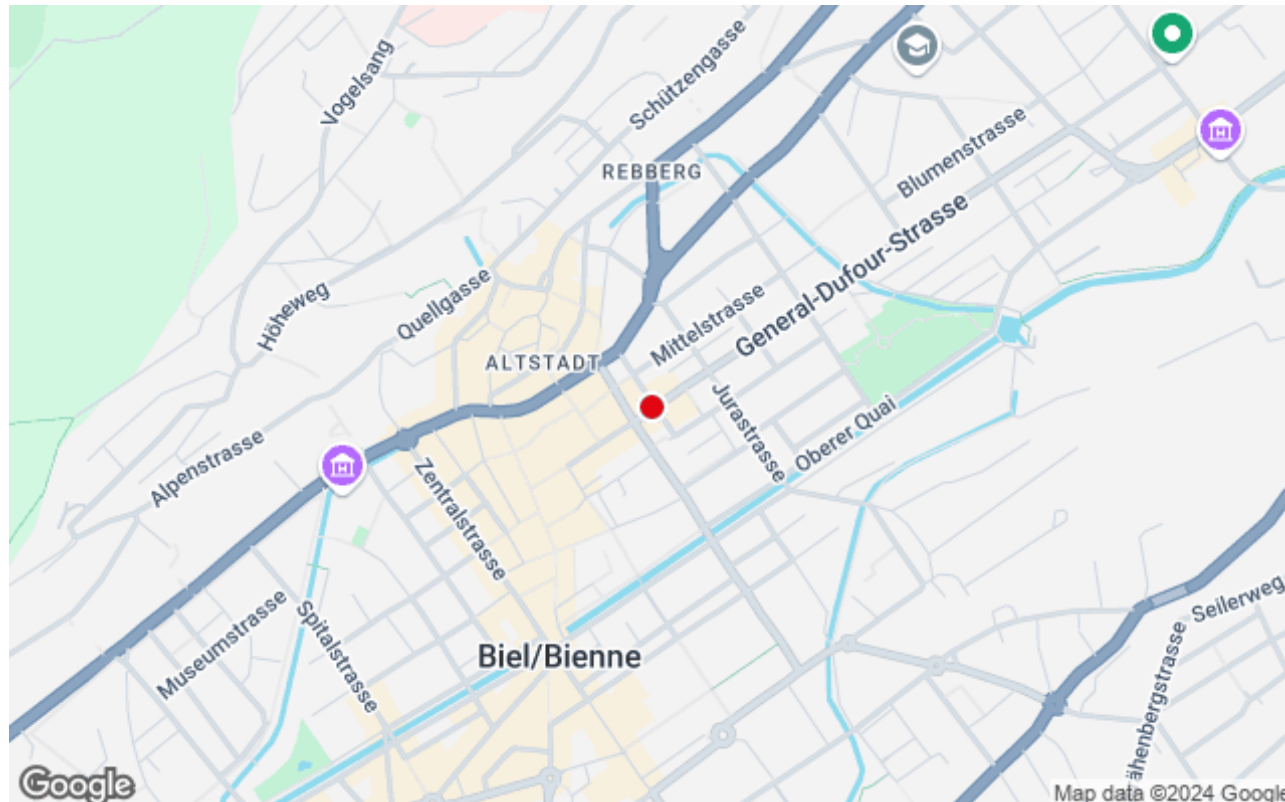 Vogelsang
Schützengasse
REBBERG
Blumenstrasse
Höheweg
Quellgasse
General-Dufour-Strasse
Mittelstrasse
ALTSTADT
Jurastrasse
Alpenstrasse
Oberer Quai
Zentralstrasse
Museumstrasse
Spitalstrasse
Biel/Bienne
Seilerweg
ähenbergstrasse
Google
Map data ©2024 Google